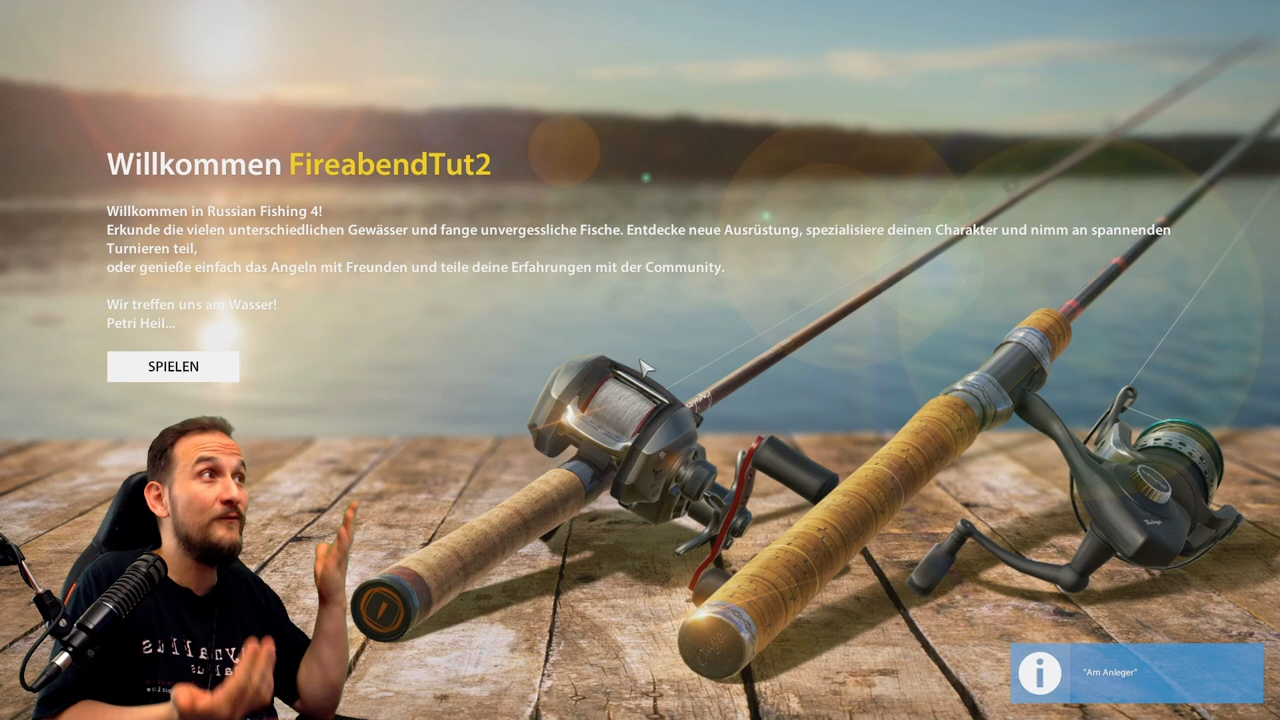 Willkommen FireabendTut2
Willkommen in Russian Fishing 4!
Erkunde die vielen unterschiedlichen Gewässer und fange unvergessliche Fische. Entdecke neue Ausrüstung, spezialisiere deinen Charakter und nimm an spannenden
Turnieren teil,
oder genieße einfach das Angeln mit Freunden und teile deine Erfahrungen mit der Community.
Wir treffen uns am Wasser!
Petri Heil...
SPIELEN
"Am Anleger"